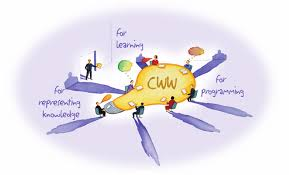 for
learning
CWW
for
programming
for
representing
knowledge